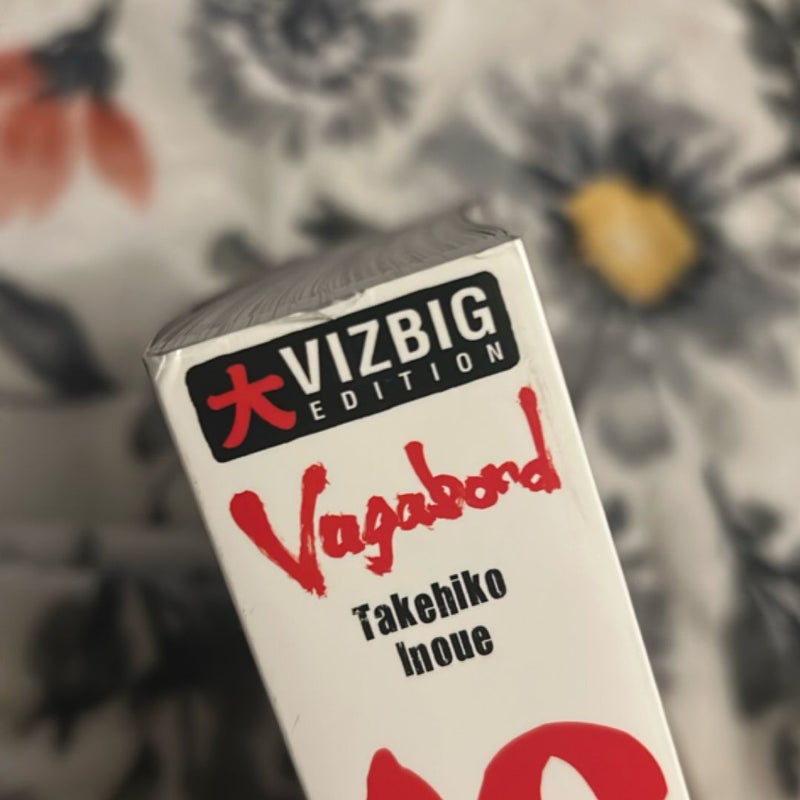 大 VIZBIG
EDITION
Vagabond
Takehiko
Inoue